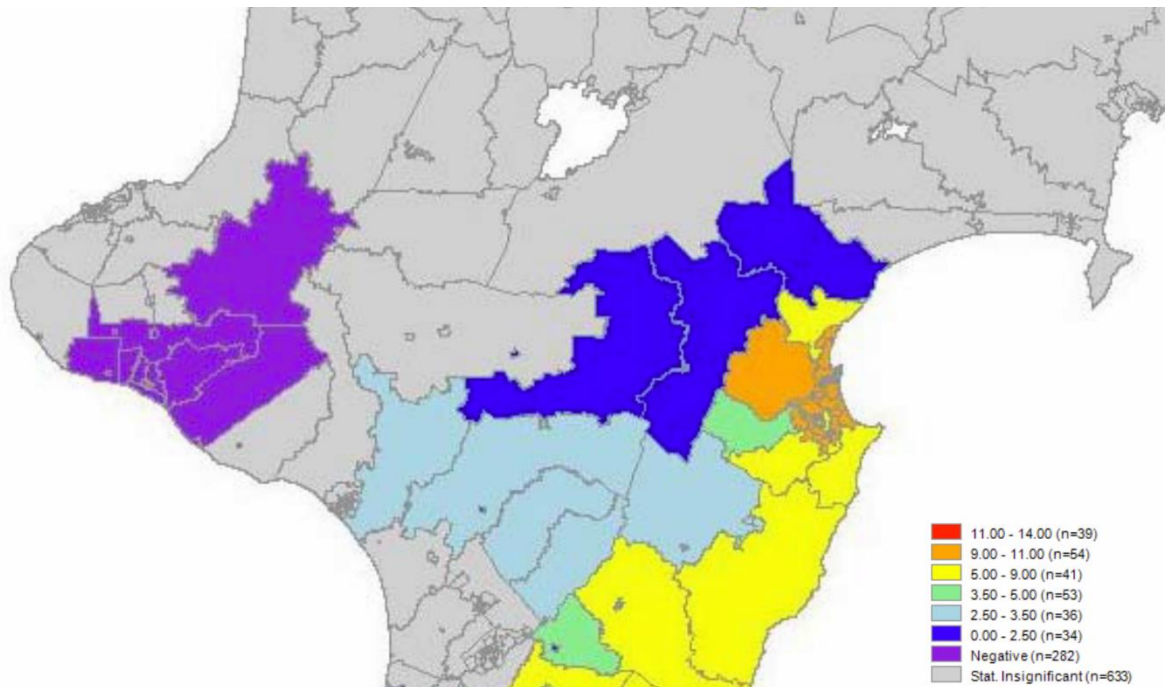 11.00 - 14.00 (n=39)
9.00 - 11.00 (n=54)
5.00 - 9.00 (n=41)
3.50 - 5.00 (n=53)
2.50 - 3.50 (n=36)
0.00 - 2.50 (n=34)
Negative (n=282)
Stat. Insignificant (n=633)